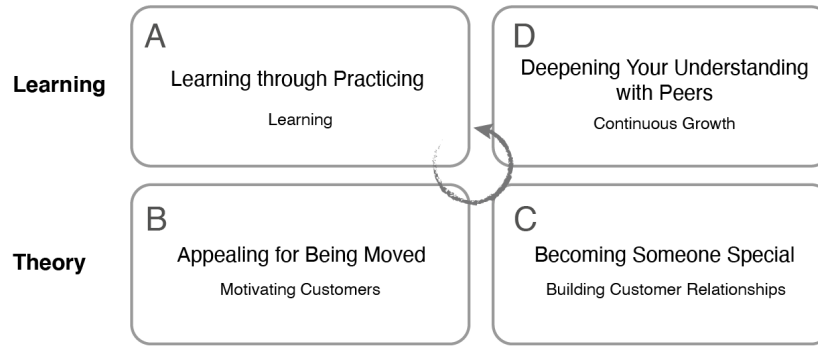 A
D
Learning
Learning through Practicing
Learning
Deepening Your Understanding
with Peers
Continuous Growth
B
C
Theory
Appealing for Being Moved
Motivating Customers
Becoming Someone Special
Building Customer Relationships